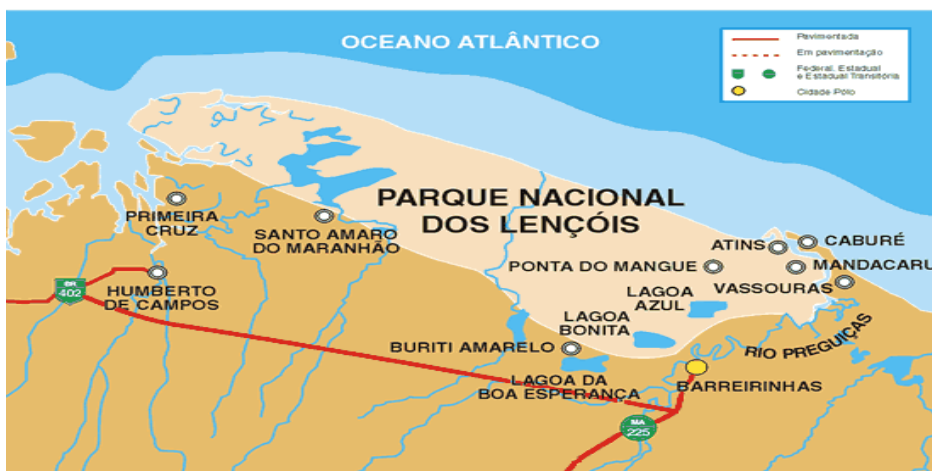 OCEANO ATLÂNTICO
Pavimentada
Em pavimentação
Federal, Estadual
e Estadual Transitória
Cidade Pólo
PARQUE NACIONAL
DOS LENÇÓIS
PRIMEIRA
CRUZ
SANTO AMARO
DO MARANHÃO
ATINS
CABURÉ
PONTA DO MANGUE
MANDACARU
VASSOURAS
BR
402
HUMBERTO
DE CAMPOS
LAGOA
AZUL
LAGOA
BONITA
RIO PREGUIÇAS
BURITI AMARELO
LAGOA DA
BOA ESPERANÇA
BARREIRINHAS
MA
225